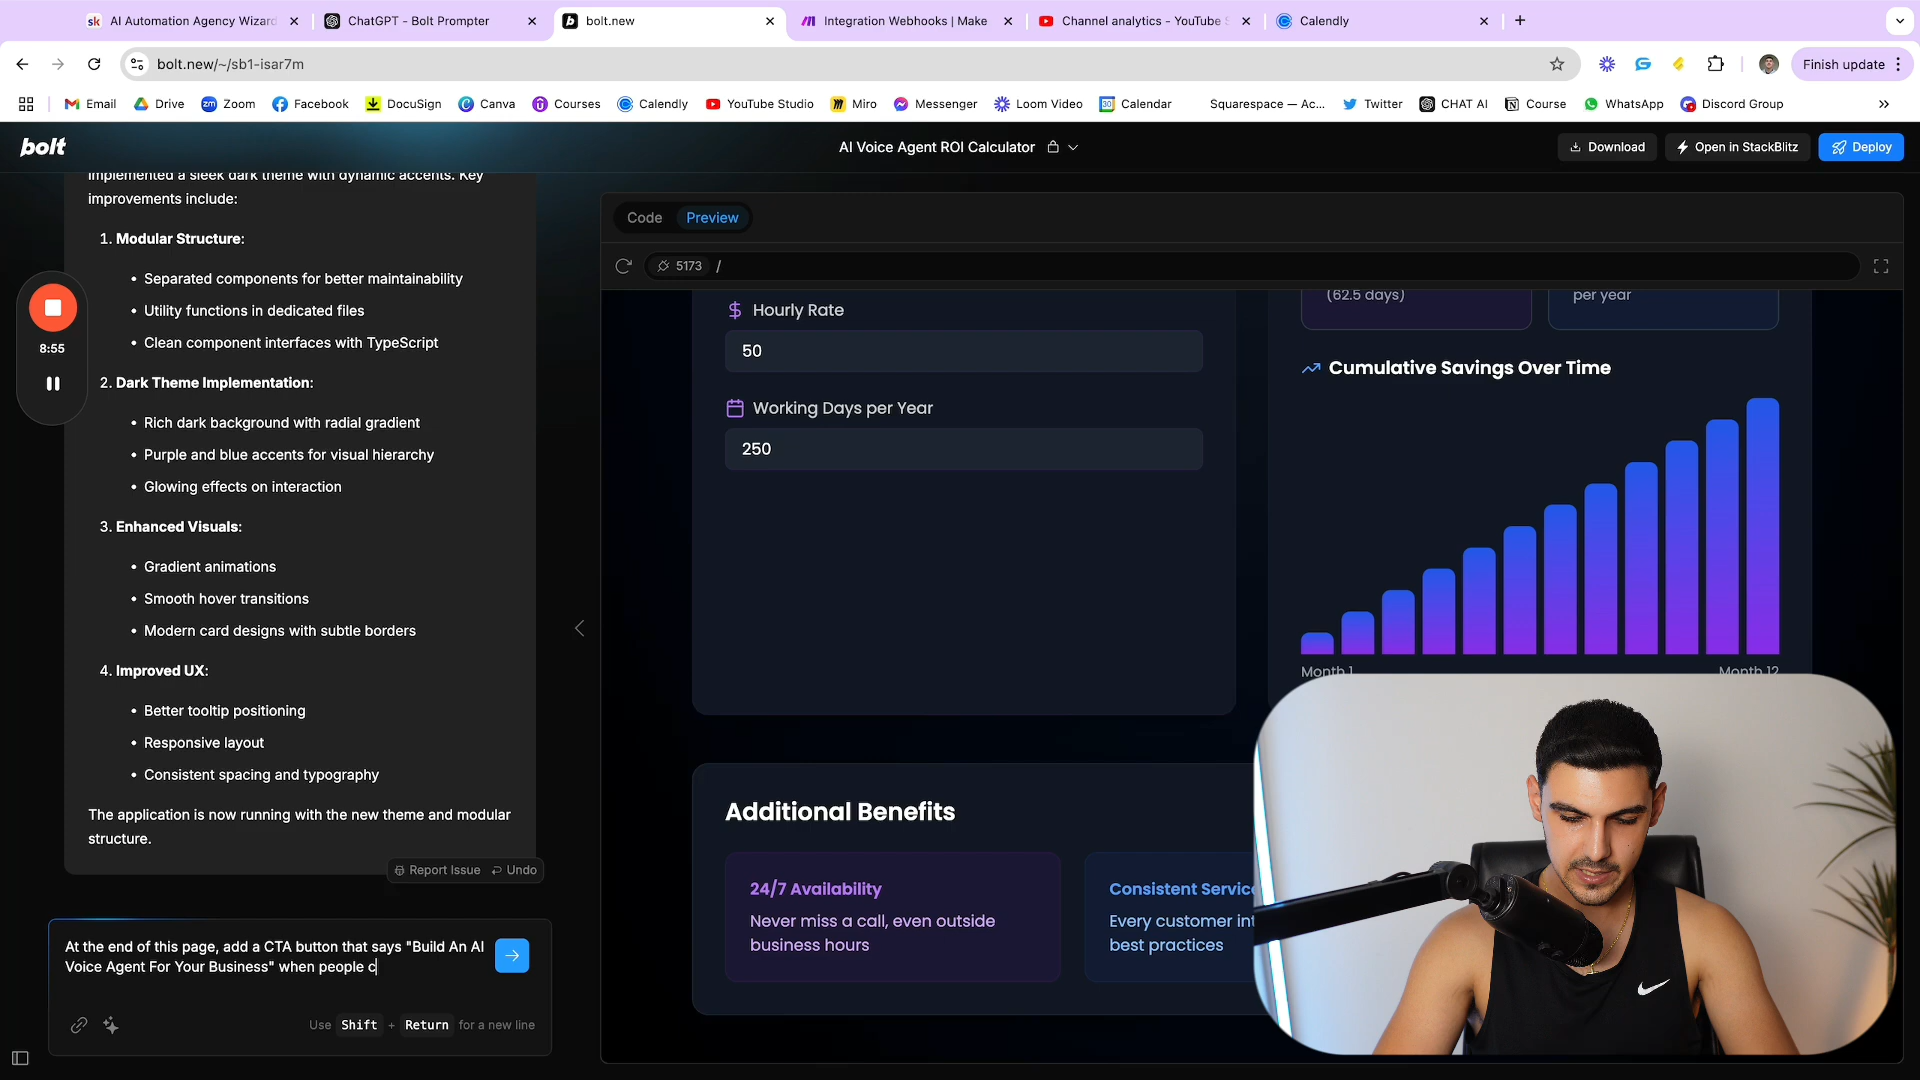 AI Automation Agency Wizard
ChatGPT - Bolt Prompter
bolt.new
Integration Webhooks | Make
Channel analytics - YouTube S
Calendly
bolt.new/~/sb1-isar7m
Finish update
Email
Drive
Zoom
Facebook
DocuSign
Canva
Courses
Calendly
YouTube Studio
Miro
Messenger
Loom Video
Calendar
Squarespace — Ac...
Twitter
CHAT AI
Course
WhatsApp
Discord Group
bolt
AI Voice Agent ROI Calculator
Download
Open in StackBlitz
Deploy
implemented a sleek dark theme with dynamic accents. Key
improvements include:
1. Modular Structure:
• Separated components for better maintainability
• Utility functions in dedicated files
• Clean component interfaces with TypeScript
2. Dark Theme Implementation:
• Rich dark background with radial gradient
• Purple and blue accents for visual hierarchy
• Glowing effects on interaction
3. Enhanced Visuals:
• Gradient animations
• Smooth hover transitions
• Modern card designs with subtle borders
4. Improved UX:
• Better tooltip positioning
• Responsive layout
• Consistent spacing and typography
The application is now running with the new theme and modular
structure.
Report Issue
Undo
8:55
At the end of this page, add a CTA button that says "Build An AI
Voice Agent For Your Business" when people c
Use Shift + Return for a new line
Code
Preview
5173
/
Hourly Rate
50
Working Days per Year
250
(62.5 days)
per year
Cumulative Savings Over Time
Month 1
Month 12
Additional Benefits
24/7 Availability
Never miss a call, even outside
business hours
Consistent Service
Every customer int
best practices